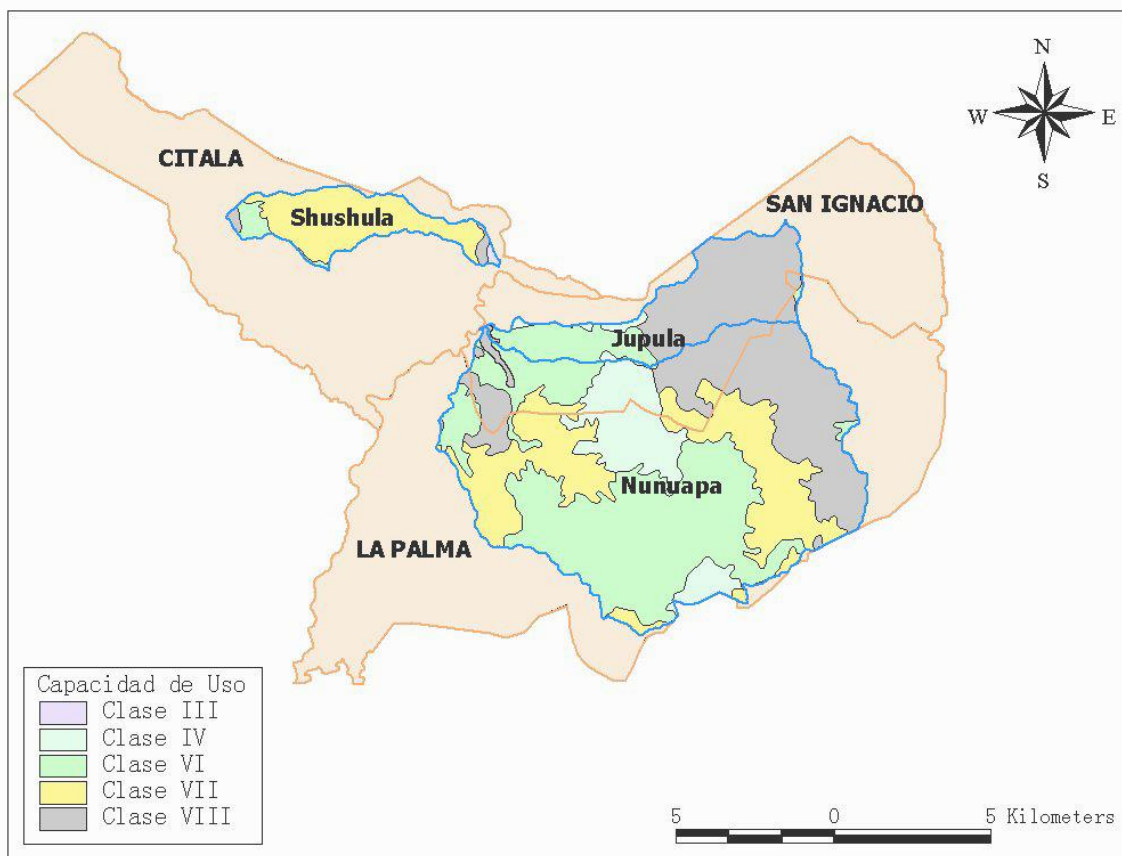 N
W E
S
CITALA
SAN IGNACIO
Shushula
Jupula
Nunuapa
LA PALMA
Capacidad de Uso
Clase III
Clase IV
Clase VI
Clase VII
Clase VIII
5 0 5 Kilometers